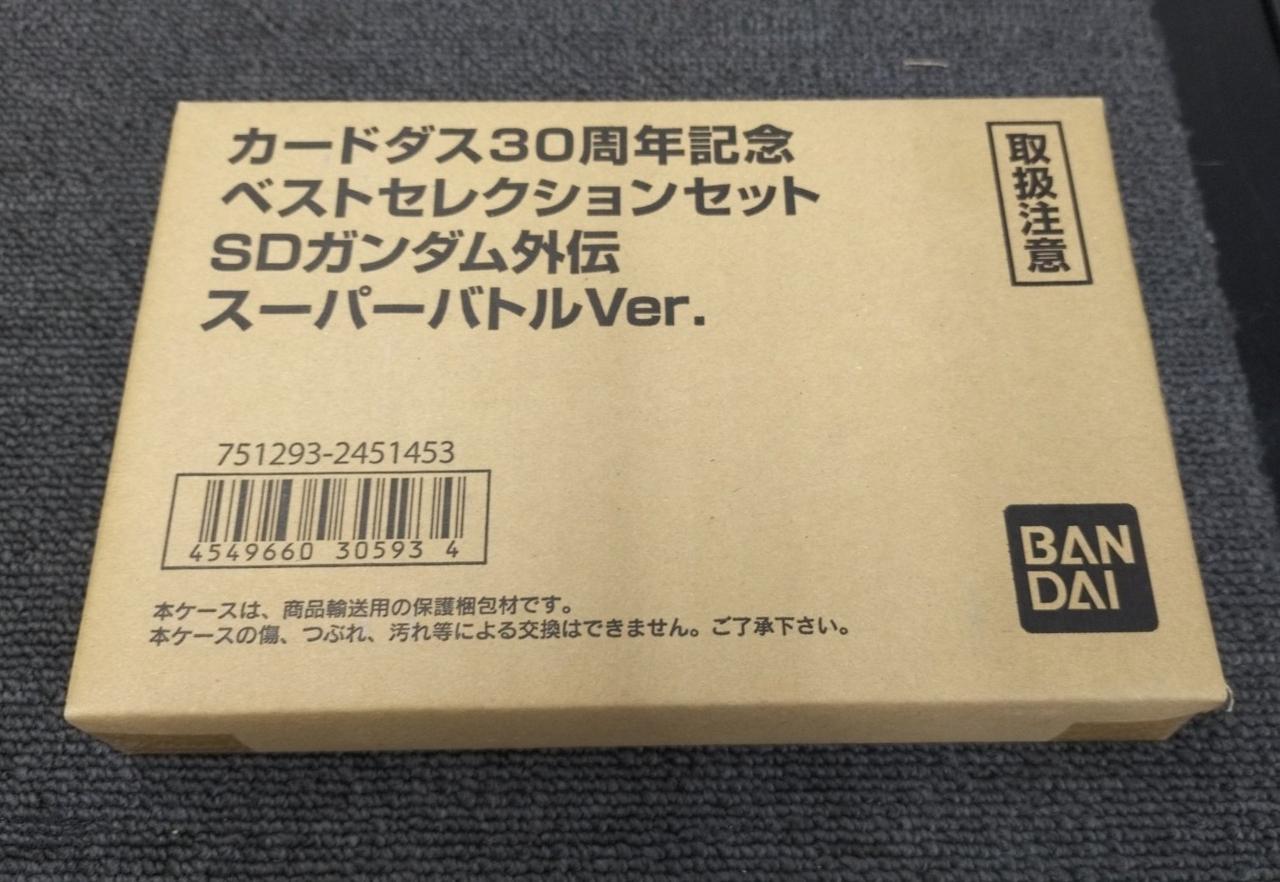 カードダス30周年記念
ベストセレクションセット
SDガンダム外伝
スーパーバトルVer.
取扱注意
751293-2451453
4549660 30593 4
本ケースは、商品輸送用の保護梱包材です。
本ケースの傷、つぶれ、汚れ等による交換はできません。ご了承下さい。
BAN
DAI